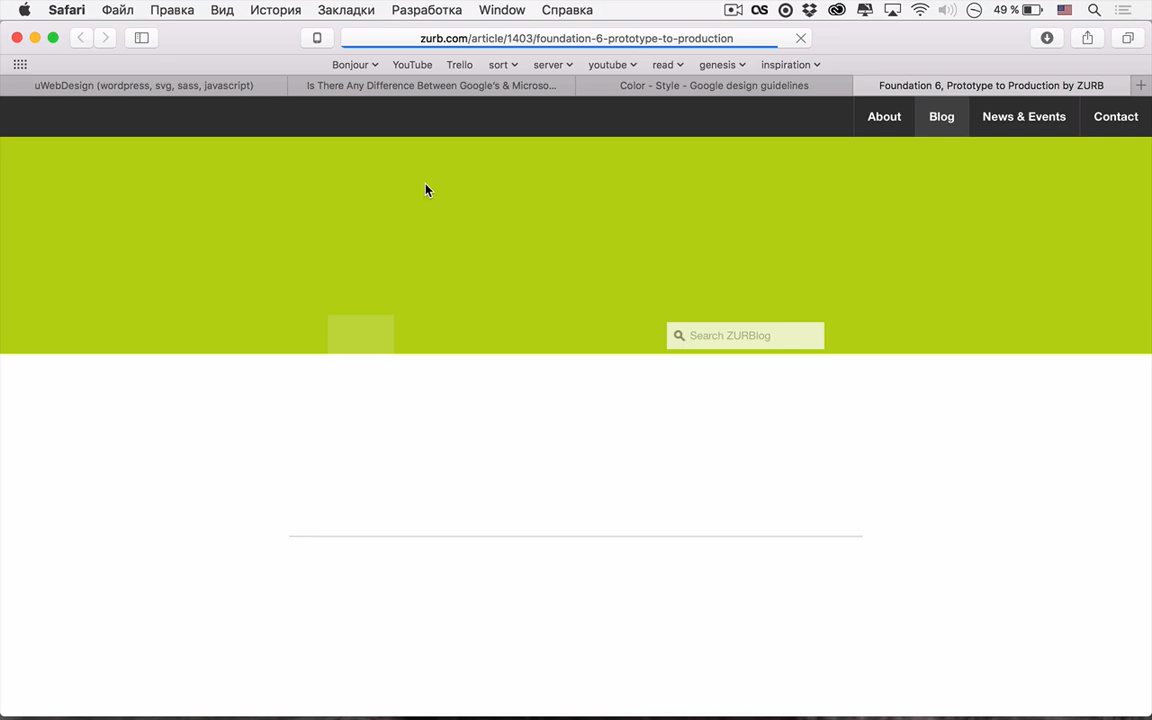 Safari Файл Правка Вид История Закладки Разработка Window Справка 49 %
zurb.com/article/1403/foundation-6-prototype-to-production
Bonjour YouTube Trello sort server youtube read genesis inspiration
uWebDesign (wordpress, svg, sass, javascript) Is There Any Difference Between Google's & Microso... Color - Style - Google design guidelines Foundation 6, Prototype to Production by ZURB
About Blog News & Events Contact
Search ZURBlog